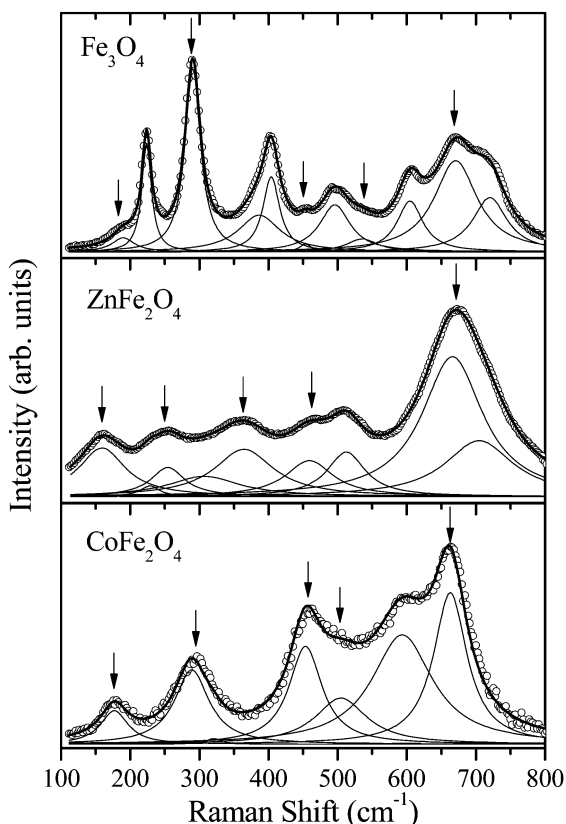 Fe₃O₄
ZnFe₂O₄
CoFe₂O₄
Intensity (arb. units)
100 200 300 400 500 600 700 800
Raman Shift (cm⁻¹)